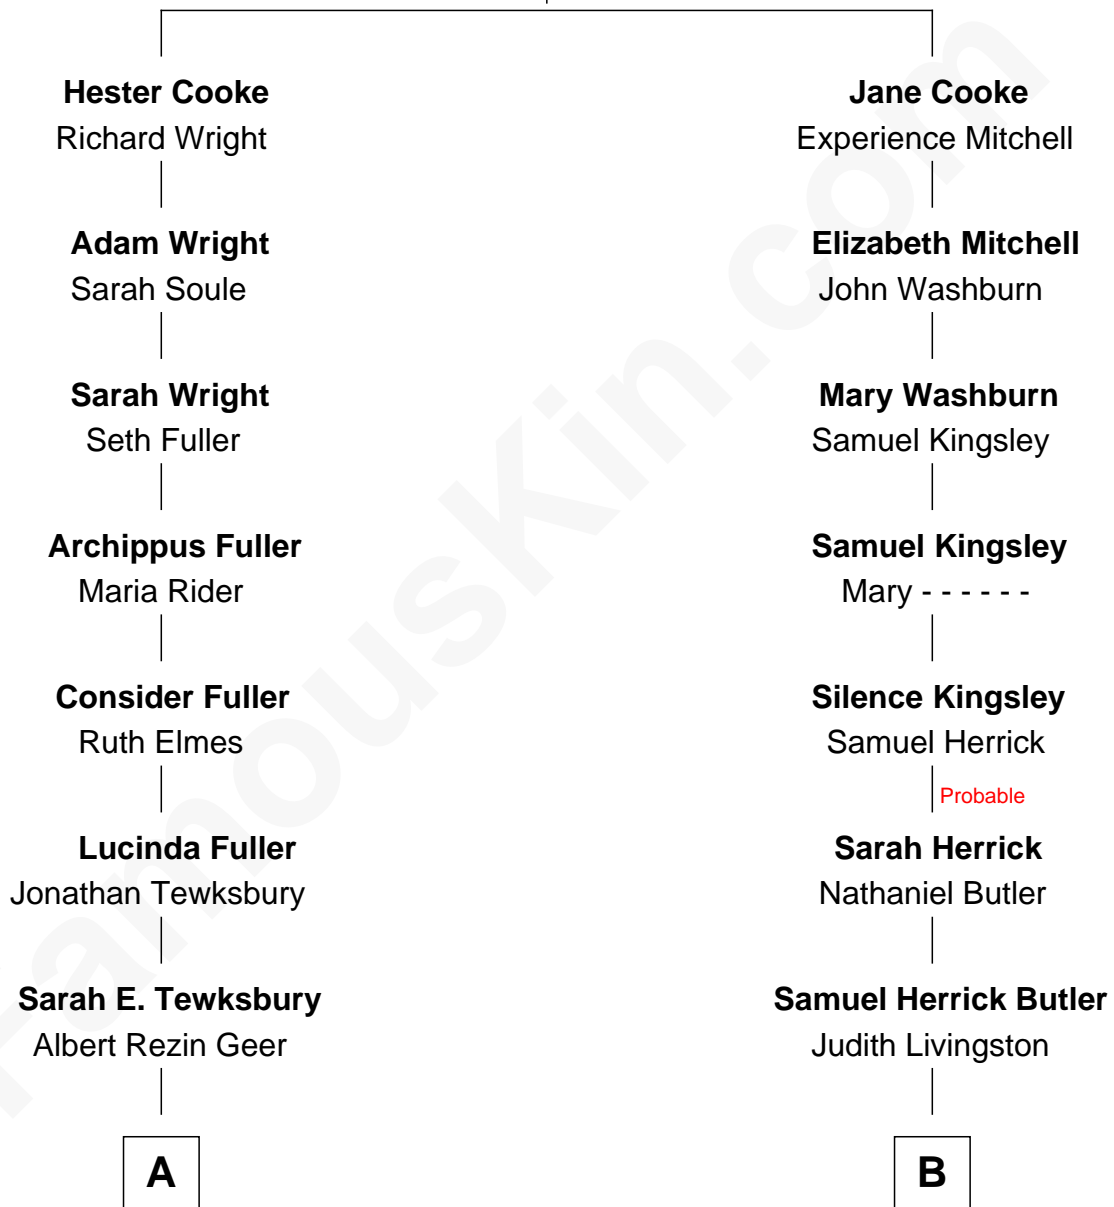 Hester Cooke
Richard Wright
Jane Cooke
Experience Mitchell
Adam Wright
Sarah Soule
Elizabeth Mitchell
John Washburn
Sarah Wright
Seth Fuller
Mary Washburn
Samuel Kingsley
Archippus Fuller
Maria Rider
Samuel Kingsley
Mary - - - - - -
Consider Fuller
Ruth Elmes
Silence Kingsley
Samuel Herrick
Probable
Lucinda Fuller
Jonathan Tewksbury
Sarah Herrick
Nathaniel Butler
Sarah E. Tewksbury
Albert Rezin Geer
Samuel Herrick Butler
Judith Livingston
A
B
FamousKin.com